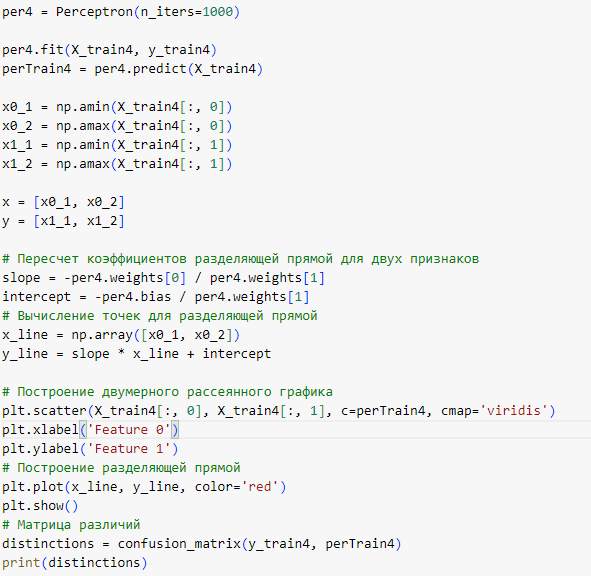 per4 = Perceptron(n_iters=1000)
per4.fit(X_train4, y_train4)
perTrain4 = per4.predict(X_train4)
x0_1 = np.amin(X_train4[:, 0])
x0_2 = np.amax(X_train4[:, 0])
x1_1 = np.amin(X_train4[:, 1])
x1_2 = np.amax(X_train4[:, 1])
x = [x0_1, x0_2]
y = [x1_1, x1_2]
# Пересчет коэффициентов разделяющей прямой для двух признаков
slope = -per4.weights[0] / per4.weights[1]
intercept = -per4.bias / per4.weights[1]
# Вычисление точек для разделяющей прямой
x_line = np.array([x0_1, x0_2])
y_line = slope * x_line + intercept
# Построение двумерного рассеянного графика
plt.scatter(X_train4[:, 0], X_train4[:, 1], c=perTrain4, cmap='viridis')
plt.xlabel('Feature 0')
plt.ylabel('Feature 1')
# Построение разделяющей прямой
plt.plot(x_line, y_line, color='red')
plt.show()
# Матрица различий
distinctions = confusion_matrix(y_train4, perTrain4)
print(distinctions)